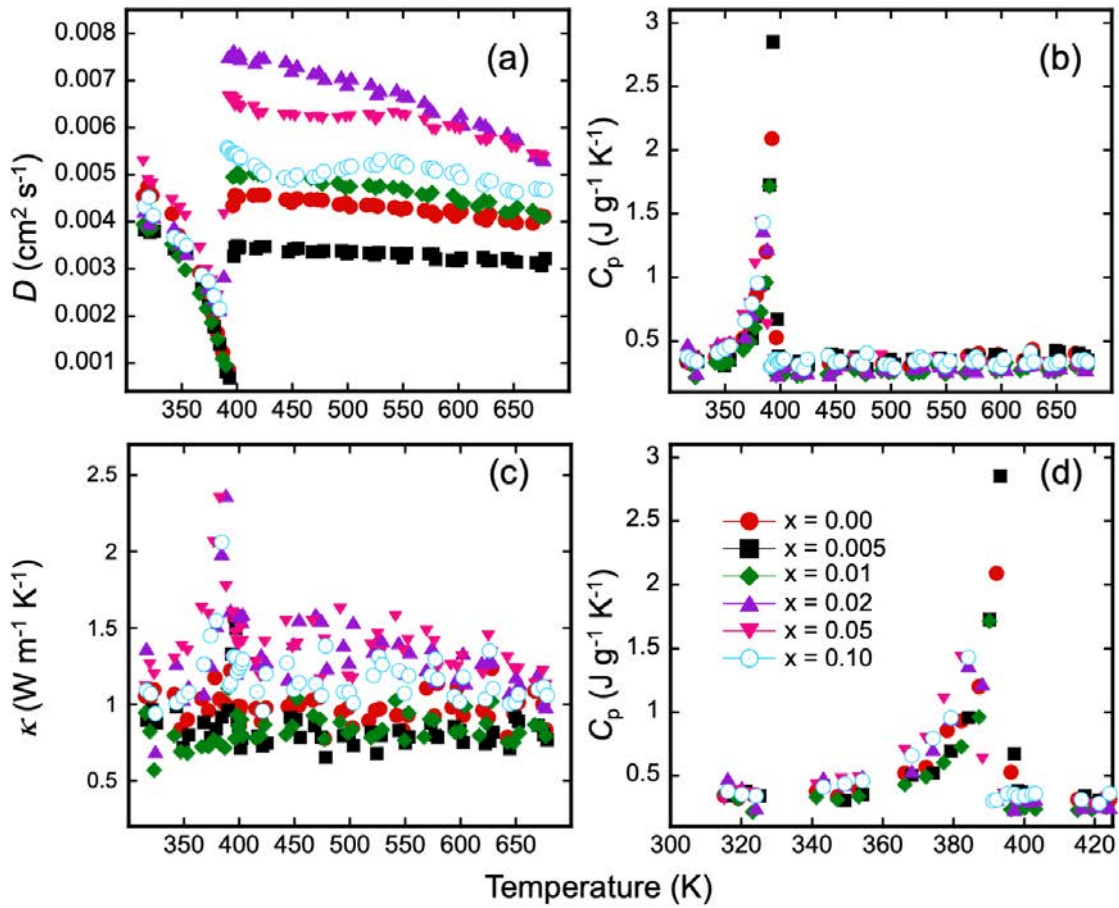 (a)
D (cm² s⁻¹)
0.008
0.007
0.006
0.005
0.004
0.003
0.002
0.001
350 400 450 500 550 600 650
(b)
Cₚ (J g⁻¹ K⁻¹)
3
2.5
2
1.5
1
0.5
350 400 450 500 550 600 650
(c)
κ (W m⁻¹ K⁻¹)
2.5
2
1.5
1
0.5
350 400 450 500 550 600 650
(d)
Cₚ (J g⁻¹ K⁻¹)
3
2.5
2
1.5
1
0.5
x = 0.00
x = 0.005
x = 0.01
x = 0.02
x = 0.05
x = 0.10
300 320 340 360 380 400 420
Temperature (K)